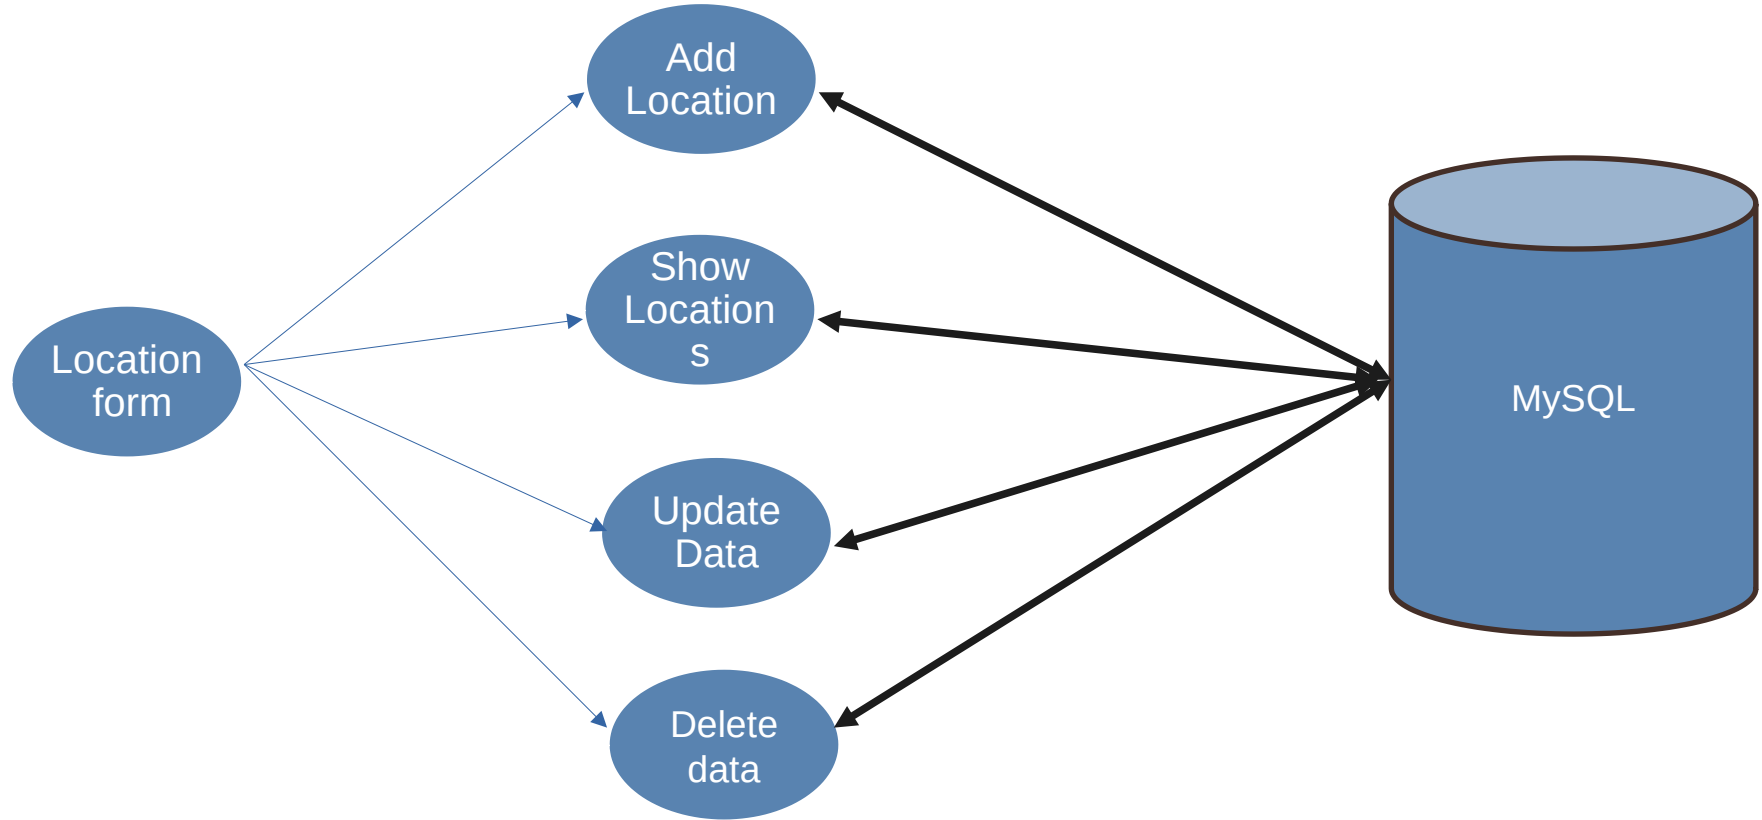 Add
Location
Show
Location
s
Location
form
MySQL
Update
Data
Delete
data